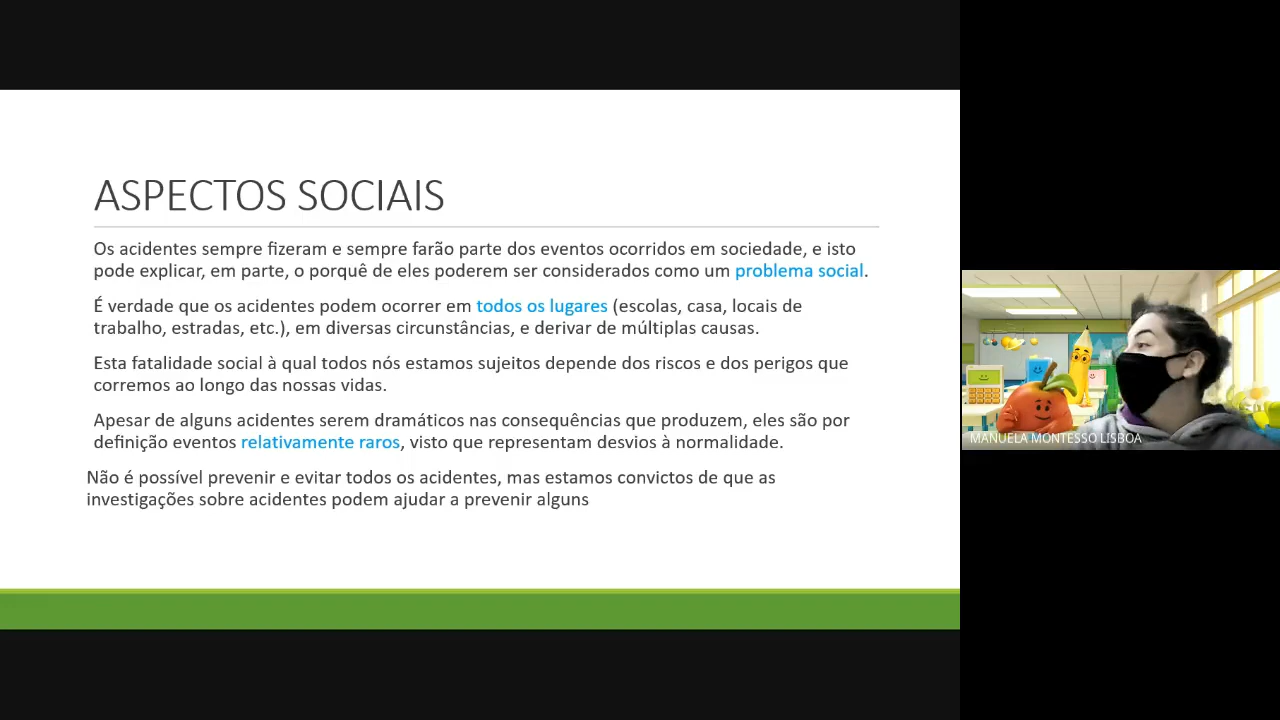 ASPECTOS SOCIAIS
Os acidentes sempre fizeram e sempre farão parte dos eventos ocorridos em sociedade, e isto
pode explicar, em parte, o porquê de eles poderem ser considerados como um problema social.
É verdade que os acidentes podem ocorrer em todos os lugares (escolas, casa, locais de
trabalho, estradas, etc.), em diversas circunstâncias, e derivar de múltiplas causas.
Esta fatalidade social à qual todos nós estamos sujeitos depende dos riscos e dos perigos que
corremos ao longo das nossas vidas.
Apesar de alguns acidentes serem dramáticos nas consequências que produzem, eles são por
definição eventos relativamente raros, visto que representam desvios à normalidade.
Não é possível prevenir e evitar todos os acidentes, mas estamos convictos de que as
investigações sobre acidentes podem ajudar a prevenir alguns
MANUELA MONTESSO LISBOA